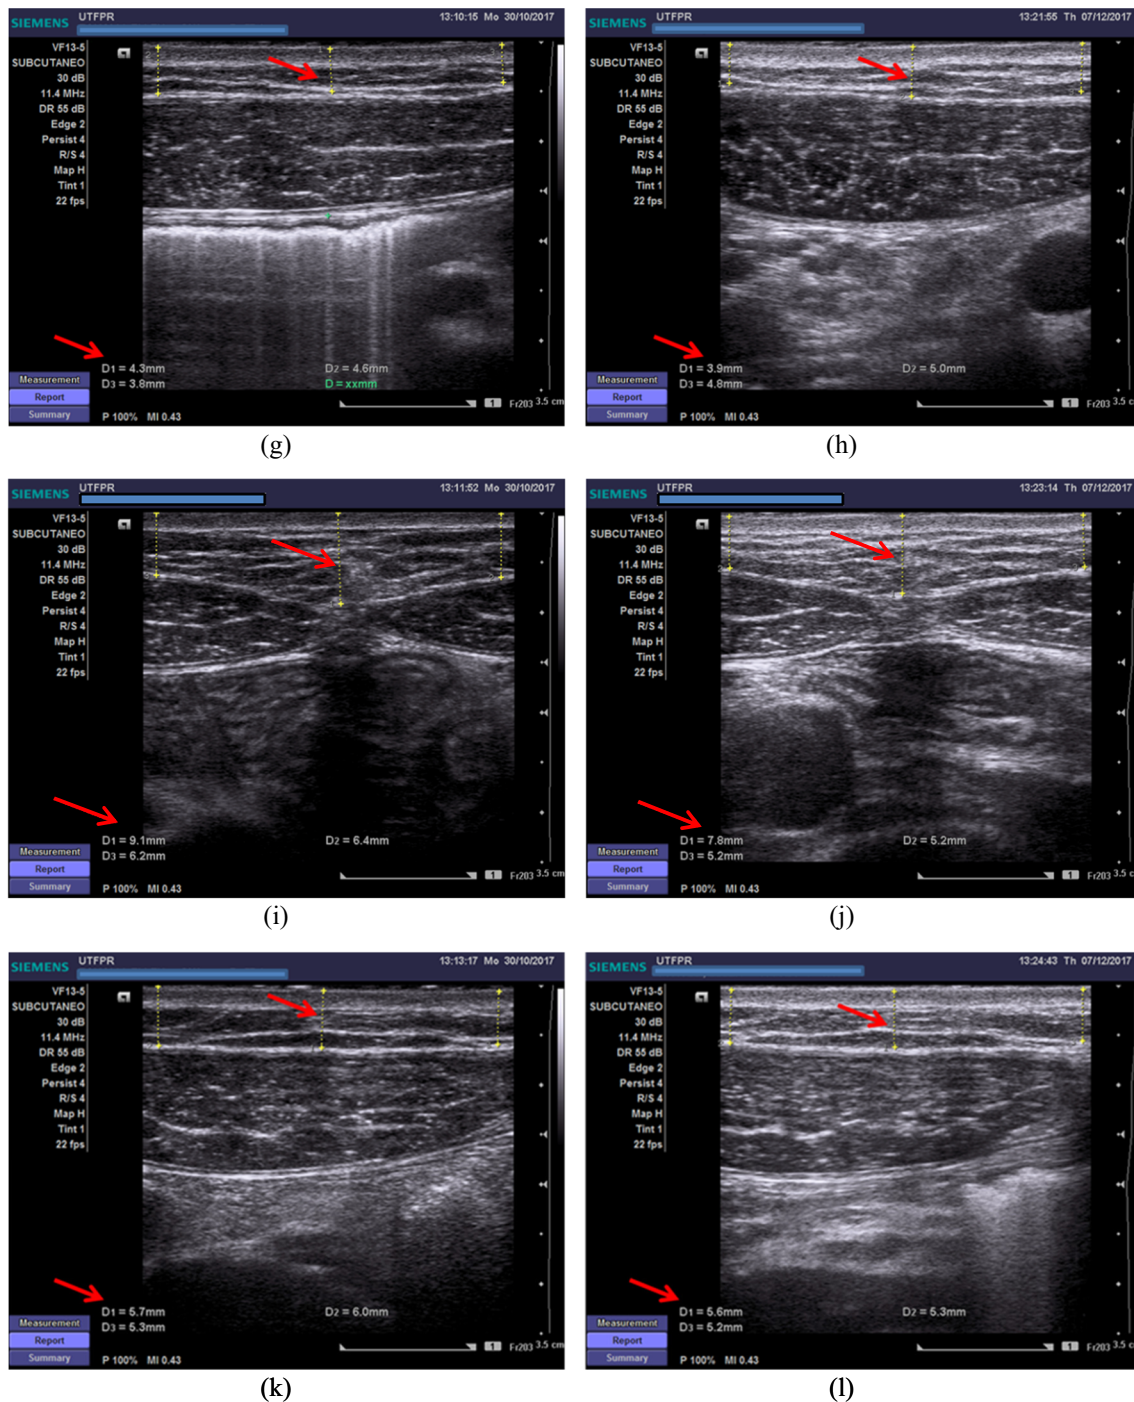 SIEMENS UTFPR 13:10:15 Mo 30/10/2017
VF13-5
SUBCUTANEO
30 dB
11.4 MHz
DR 55 dB
Edge 2
Persist 4
R/S 4
Map H
Tint 1
22 fps
D1 = 4.3mm D2 = 4.6mm
D3 = 3.8mm D = xxmm
Measurement
Report
Summary
P 100% MI 0.43 1 Fr203 3.5 cm
(g)
SIEMENS UTFPR 13:21:55 Th 07/12/2017
VF13-5
SUBCUTANEO
30 dB
11.4 MHz
DR 55 dB
Edge 2
Persist 4
R/S 4
Map H
Tint 1
22 fps
D1 = 3.9mm D2 = 5.0mm
D3 = 4.8mm
Measurement
Report
Summary
P 100% MI 0.43 1 Fr203 3.5 cm
(h)
SIEMENS UTFPR 13:11:52 Mo 30/10/2017
VF13-5
SUBCUTANEO
30 dB
11.4 MHz
DR 55 dB
Edge 2
Persist 4
R/S 4
Map H
Tint 1
22 fps
D1 = 9.1mm D2 = 6.4mm
D3 = 6.2mm
Measurement
Report
Summary
P 100% MI 0.43 1 Fr203 3.5 cm
(i)
SIEMENS UTFPR 13:23:14 Th 07/12/2017
VF13-5
SUBCUTANEO
30 dB
11.4 MHz
DR 55 dB
Edge 2
Persist 4
R/S 4
Map H
Tint 1
22 fps
D1 = 7.8mm D2 = 5.2mm
D3 = 5.2mm
Measurement
Report
Summary
P 100% MI 0.43 1 Fr203 3.5 cm
(j)
SIEMENS UTFPR 13:13:17 Mo 30/10/2017
VF13-5
SUBCUTANEO
30 dB
11.4 MHz
DR 55 dB
Edge 2
Persist 4
R/S 4
Map H
Tint 1
22 fps
D1 = 5.7mm D2 = 6.0mm
D3 = 5.3mm
Measurement
Report
Summary
P 100% MI 0.43 1 Fr203 3.5 cm
(k)
SIEMENS UTFPR 13:24:43 Th 07/12/2017
VF13-5
SUBCUTANEO
30 dB
11.4 MHz
DR 55 dB
Edge 2
Persist 4
R/S 4
Map H
Tint 1
22 fps
D1 = 5.6mm D2 = 5.3mm
D3 = 5.2mm
Measurement
Report
Summary
P 100% MI 0.43 1 Fr203 3.5 cm
(l)